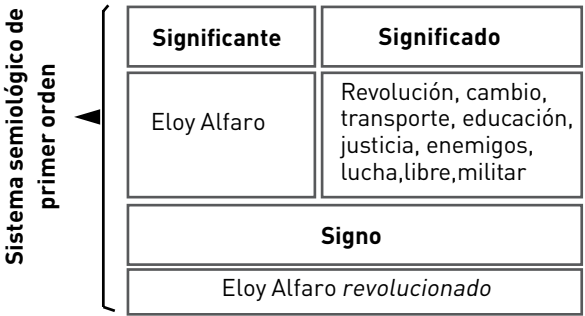 Sistema semiológico de
primer orden
Significante
Significado
Eloy Alfaro
Revolución, cambio,
transporte, educación,
justicia, enemigos,
lucha,libre,militar
Signo
Eloy Alfaro revolucionado